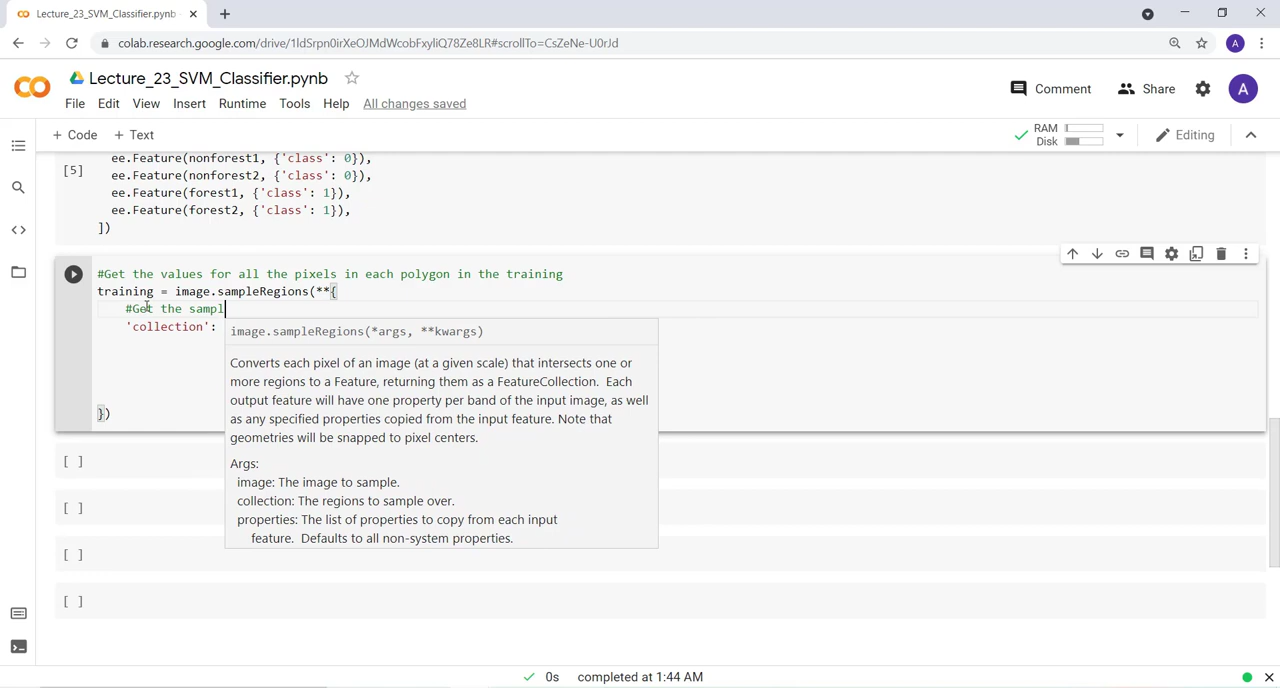 Lecture_23_SVM_Classifier.pynb
colab.research.google.com/drive/1ldSrpn0irXeOJMdWcobFxyliQ78Ze8LR#scrollTo=CsZeNe-U0rJd
A
Lecture_23_SVM_Classifier.pynb
Comment
Share
A
File Edit View Insert Runtime Tools Help All changes saved
+ Code + Text
RAM
Disk
Editing
ee.Feature(nonforest1, {'class': 0}),
[5]
ee.Feature(nonforest2, {'class': 0}),
ee.Feature(forest1, {'class': 1}),
ee.Feature(forest2, {'class': 1}),
])
#Get the values for all the pixels in each polygon in the training
training = image.sampleRegions(**{
#Get the sampl
'collection':
image.sampleRegions(*args, **kwargs)
Converts each pixel of an image (at a given scale) that intersects one or
more regions to a Feature, returning them as a FeatureCollection. Each
output feature will have one property per band of the input image, as well
as any specified properties copied from the input feature. Note that
geometries will be snapped to pixel centers.
Args:
image: The image to sample.
collection: The regions to sample over.
properties: The list of properties to copy from each input
feature. Defaults to all non-system properties.
})
[ ]
[ ]
[ ]
[ ]
0s completed at 1:44 AM